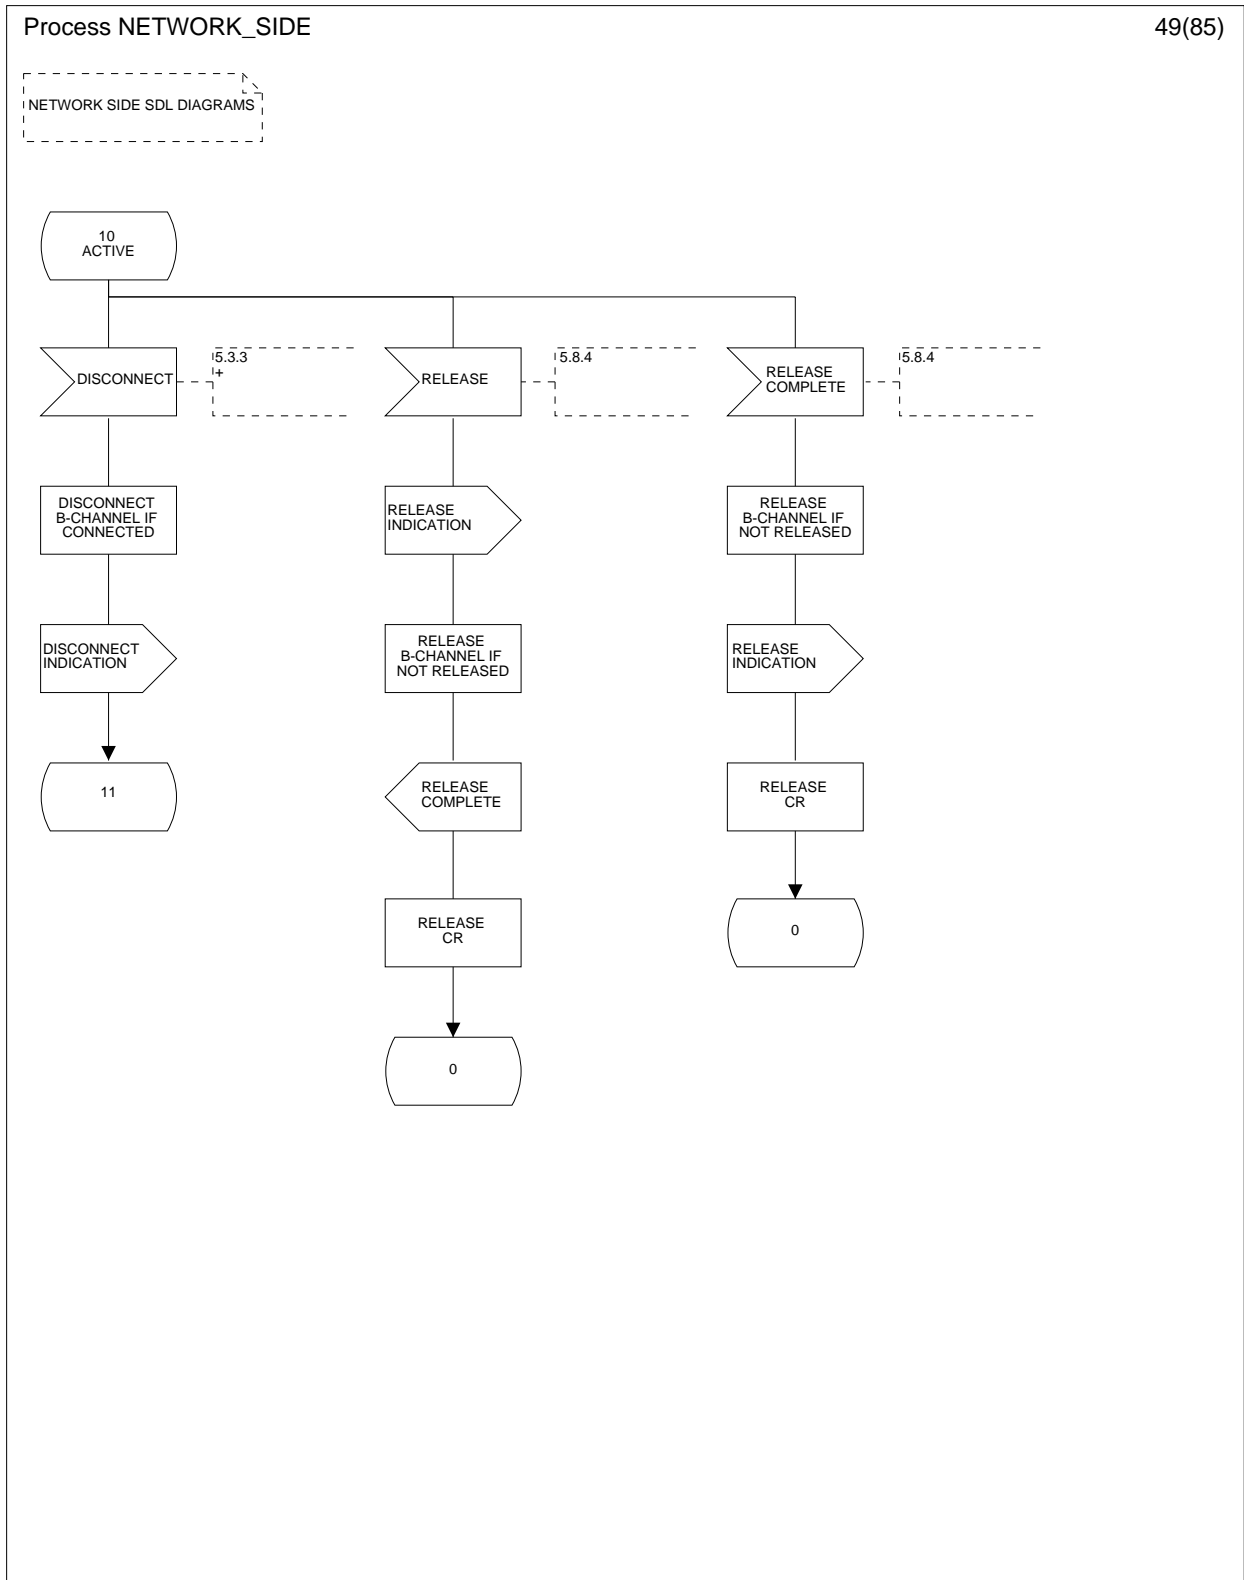 Process NETWORK_SIDE
49(85)
NETWORK SIDE SDL DIAGRAMS
10
ACTIVE
DISCONNECT
5.3.3
+
RELEASE
5.8.4
RELEASE
COMPLETE
5.8.4
DISCONNECT
B-CHANNEL IF
CONNECTED
RELEASE
INDICATION
RELEASE
B-CHANNEL IF
NOT RELEASED
DISCONNECT
INDICATION
RELEASE
B-CHANNEL IF
NOT RELEASED
RELEASE
INDICATION
11
RELEASE
COMPLETE
RELEASE
CR
RELEASE
CR
0
0